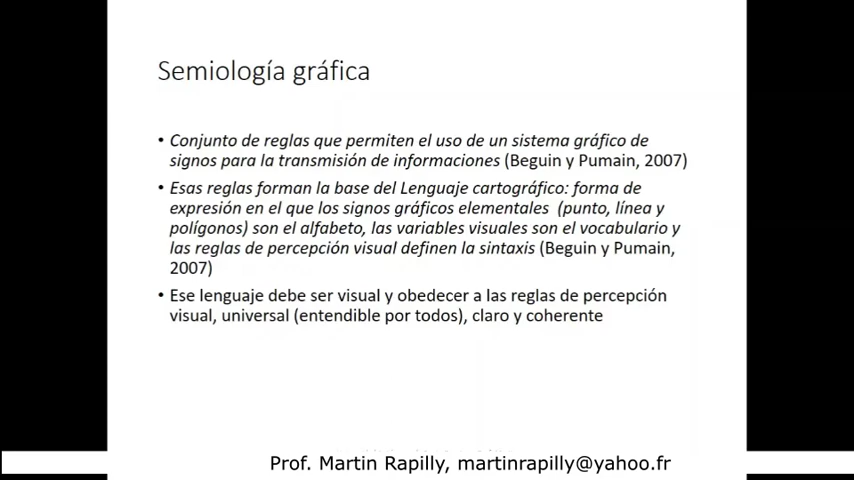 Semiología gráfica
• Conjunto de reglas que permiten el uso de un sistema gráfico de
signos para la transmisión de informaciones (Beguin y Pumain, 2007)
• Esas reglas forman la base del Lenguaje cartográfico: forma de
expresión en el que los signos gráficos elementales (punto, línea y
polígonos) son el alfabeto, las variables visuales son el vocabulario y
las reglas de percepción visual definen la sintaxis (Beguin y Pumain,
2007)
• Ese lenguaje debe ser visual y obedecer a las reglas de percepción
visual, universal (entendible por todos), claro y coherente
Prof. Martin Rapilly, martinrapilly@yahoo.fr